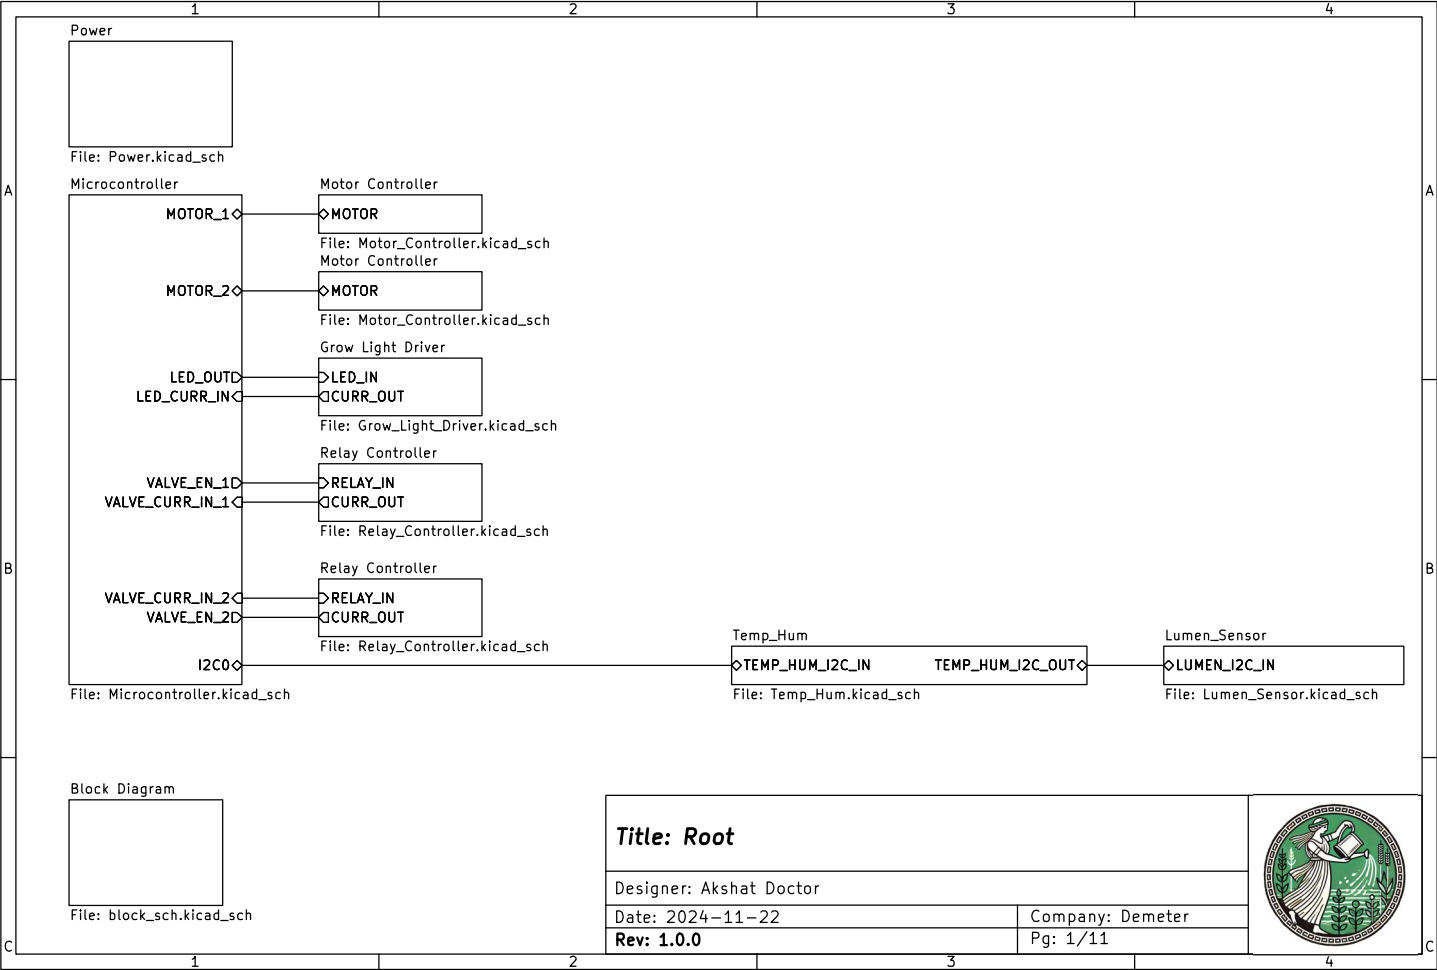 1 2 3 4
Power
File: Power.kicad_sch
A A
Microcontroller
Motor Controller
MOTOR_1 MOTOR
File: Motor_Controller.kicad_sch
Motor Controller
MOTOR_2 MOTOR
File: Motor_Controller.kicad_sch
Grow Light Driver
LED_OUT LED_IN
LED_CURR_IN CURR_OUT
File: Grow_Light_Driver.kicad_sch
Relay Controller
VALVE_EN_1 RELAY_IN
VALVE_CURR_IN_1 CURR_OUT
File: Relay_Controller.kicad_sch
B B
Relay Controller
VALVE_CURR_IN_2 RELAY_IN
VALVE_EN_2 CURR_OUT
File: Relay_Controller.kicad_sch
Temp_Hum Lumen_Sensor
I2C0 TEMP_HUM_I2C_IN TEMP_HUM_I2C_OUT LUMEN_I2C_IN
File: Microcontroller.kicad_sch File: Temp_Hum.kicad_sch File: Lumen_Sensor.kicad_sch
Block Diagram
File: block_sch.kicad_sch
Title: Root
Designer: Akshat Doctor
Date: 2024-11-22 Company: Demeter
Rev: 1.0.0 Pg: 1/11
C C
1 2 3 4